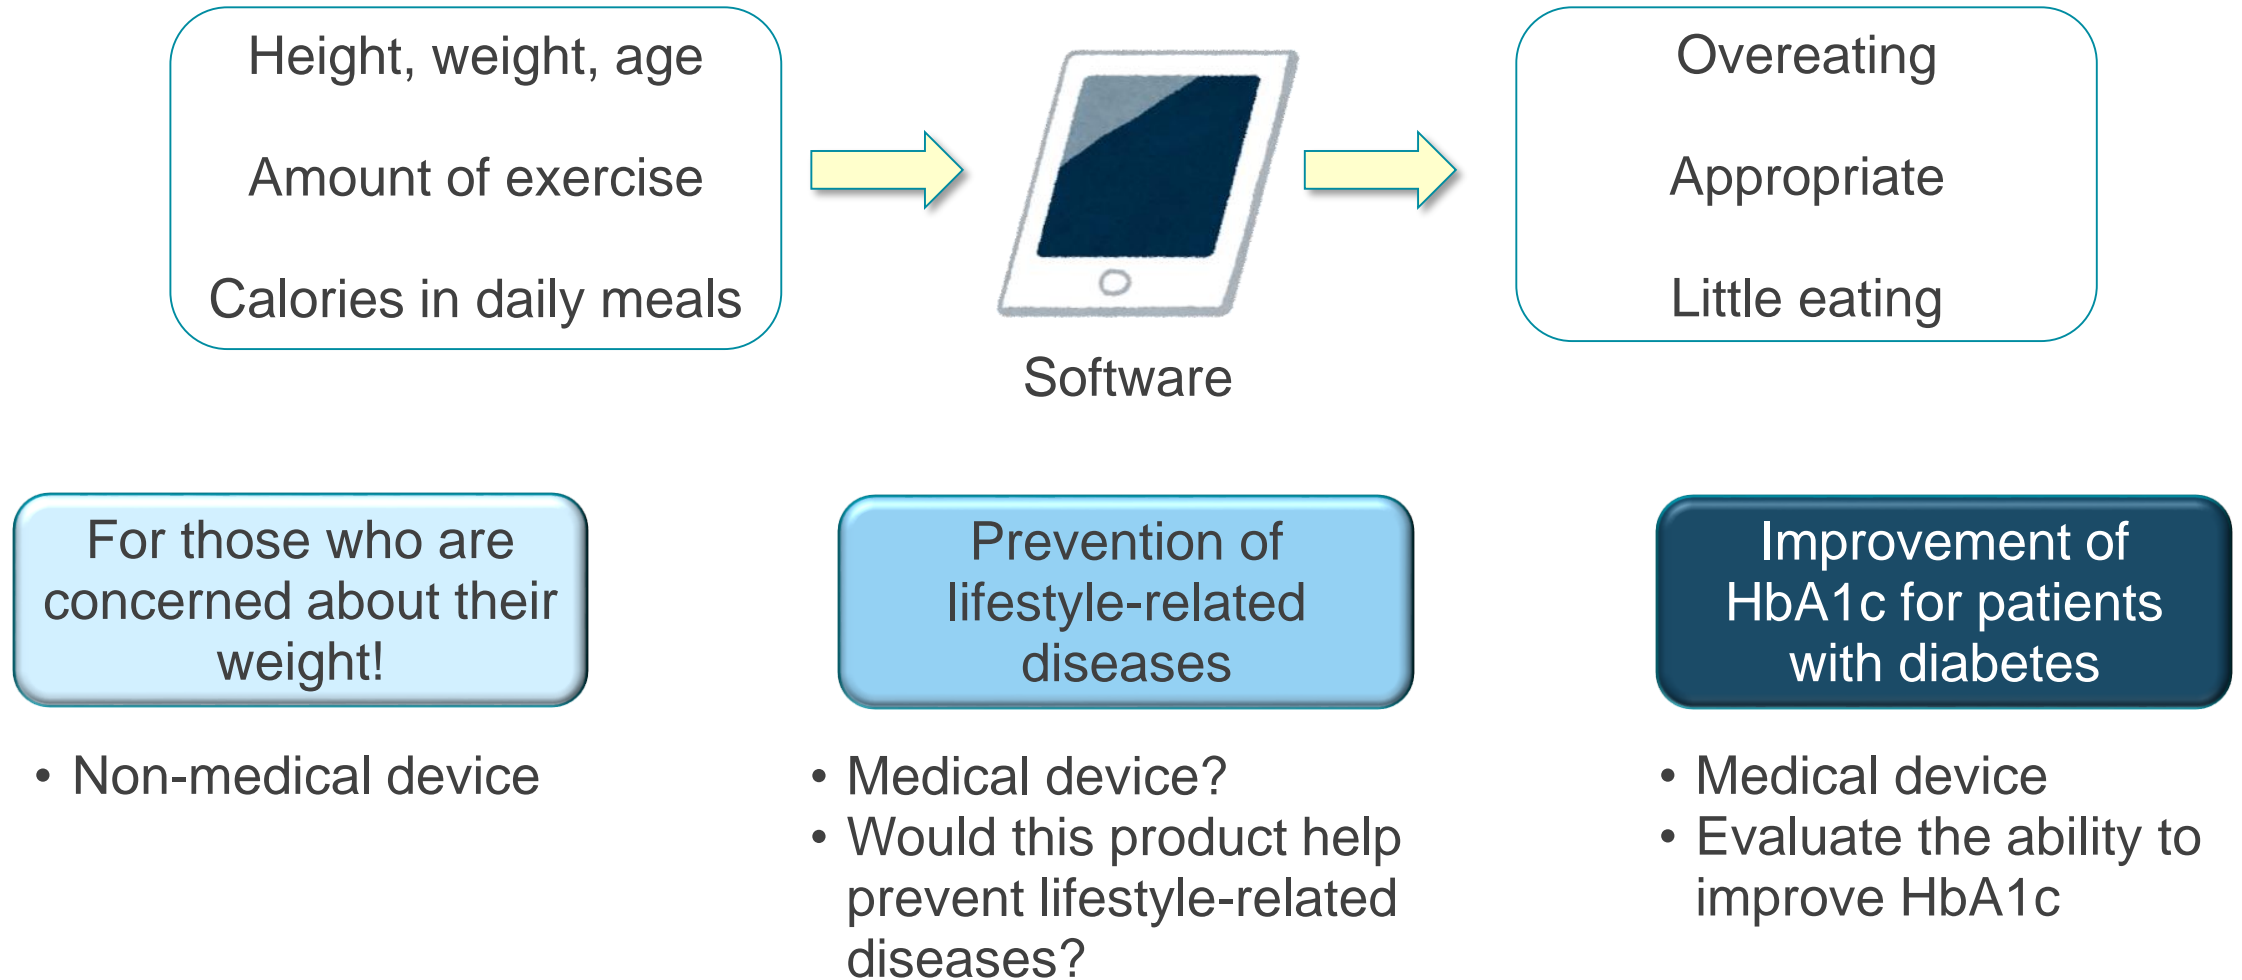 Height, weight, age
Amount of exercise
Calories in daily meals
Software
Overeating
Appropriate
Little eating
For those who are
concerned about their
weight!
• Non-medical device
Prevention of
lifestyle-related
diseases
• Medical device?
• Would this product help
prevent lifestyle-related
diseases?
Improvement of
HbA1c for patients
with diabetes
• Medical device
• Evaluate the ability to
improve HbA1c